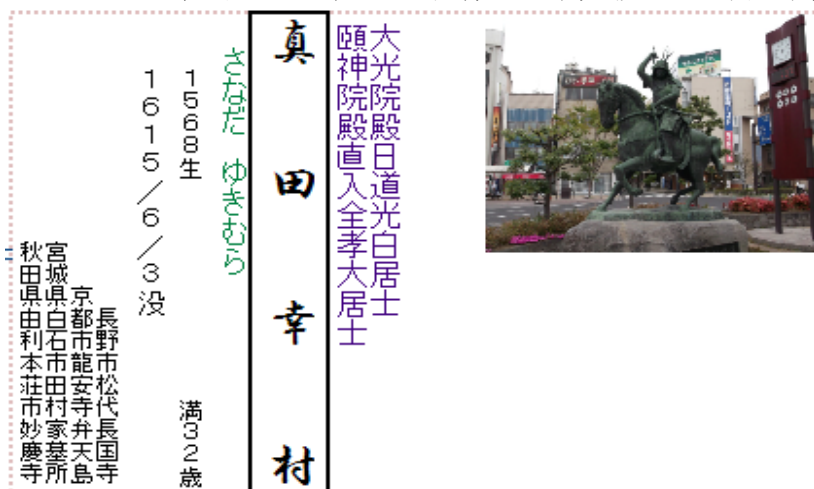 大光院殿日道光白居士
頤神院殿直入全孝大居士
真田幸村
さなだ　ゆきむら
1568生　満32歳
1615／6／3没
長野市松代長国寺
京都市龍安寺弁天島
宮城県白石市田村家墓所
秋田県由利本荘市妙慶寺